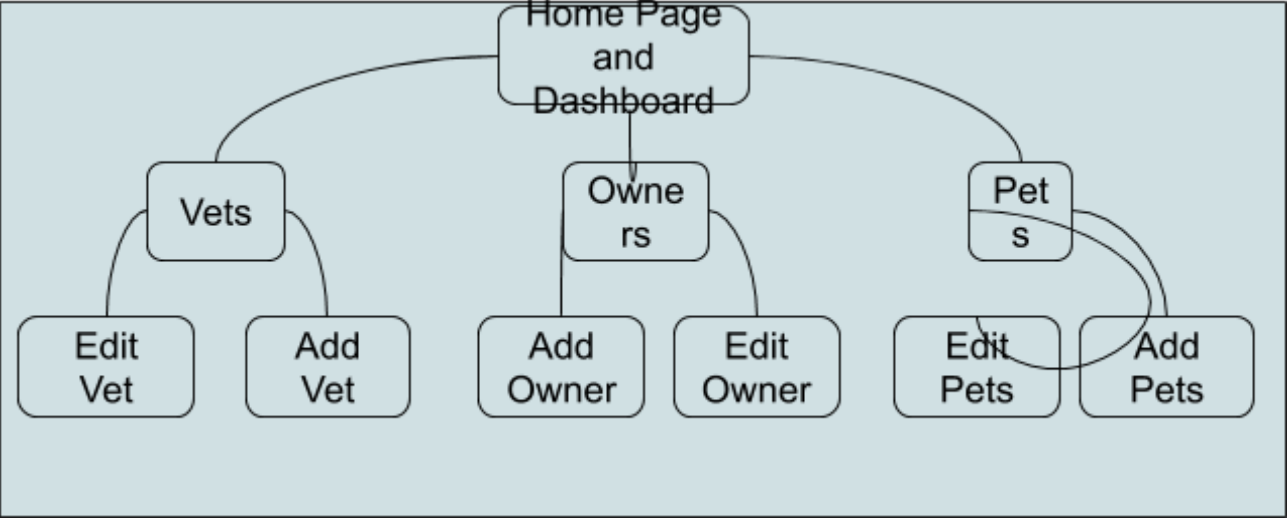 Home Page
and
Dashboard
Vets
Owne
rs
Pet
s
Edit
Vet
Add
Vet
Add
Owner
Edit
Owner
Edit
Pets
Add
Pets